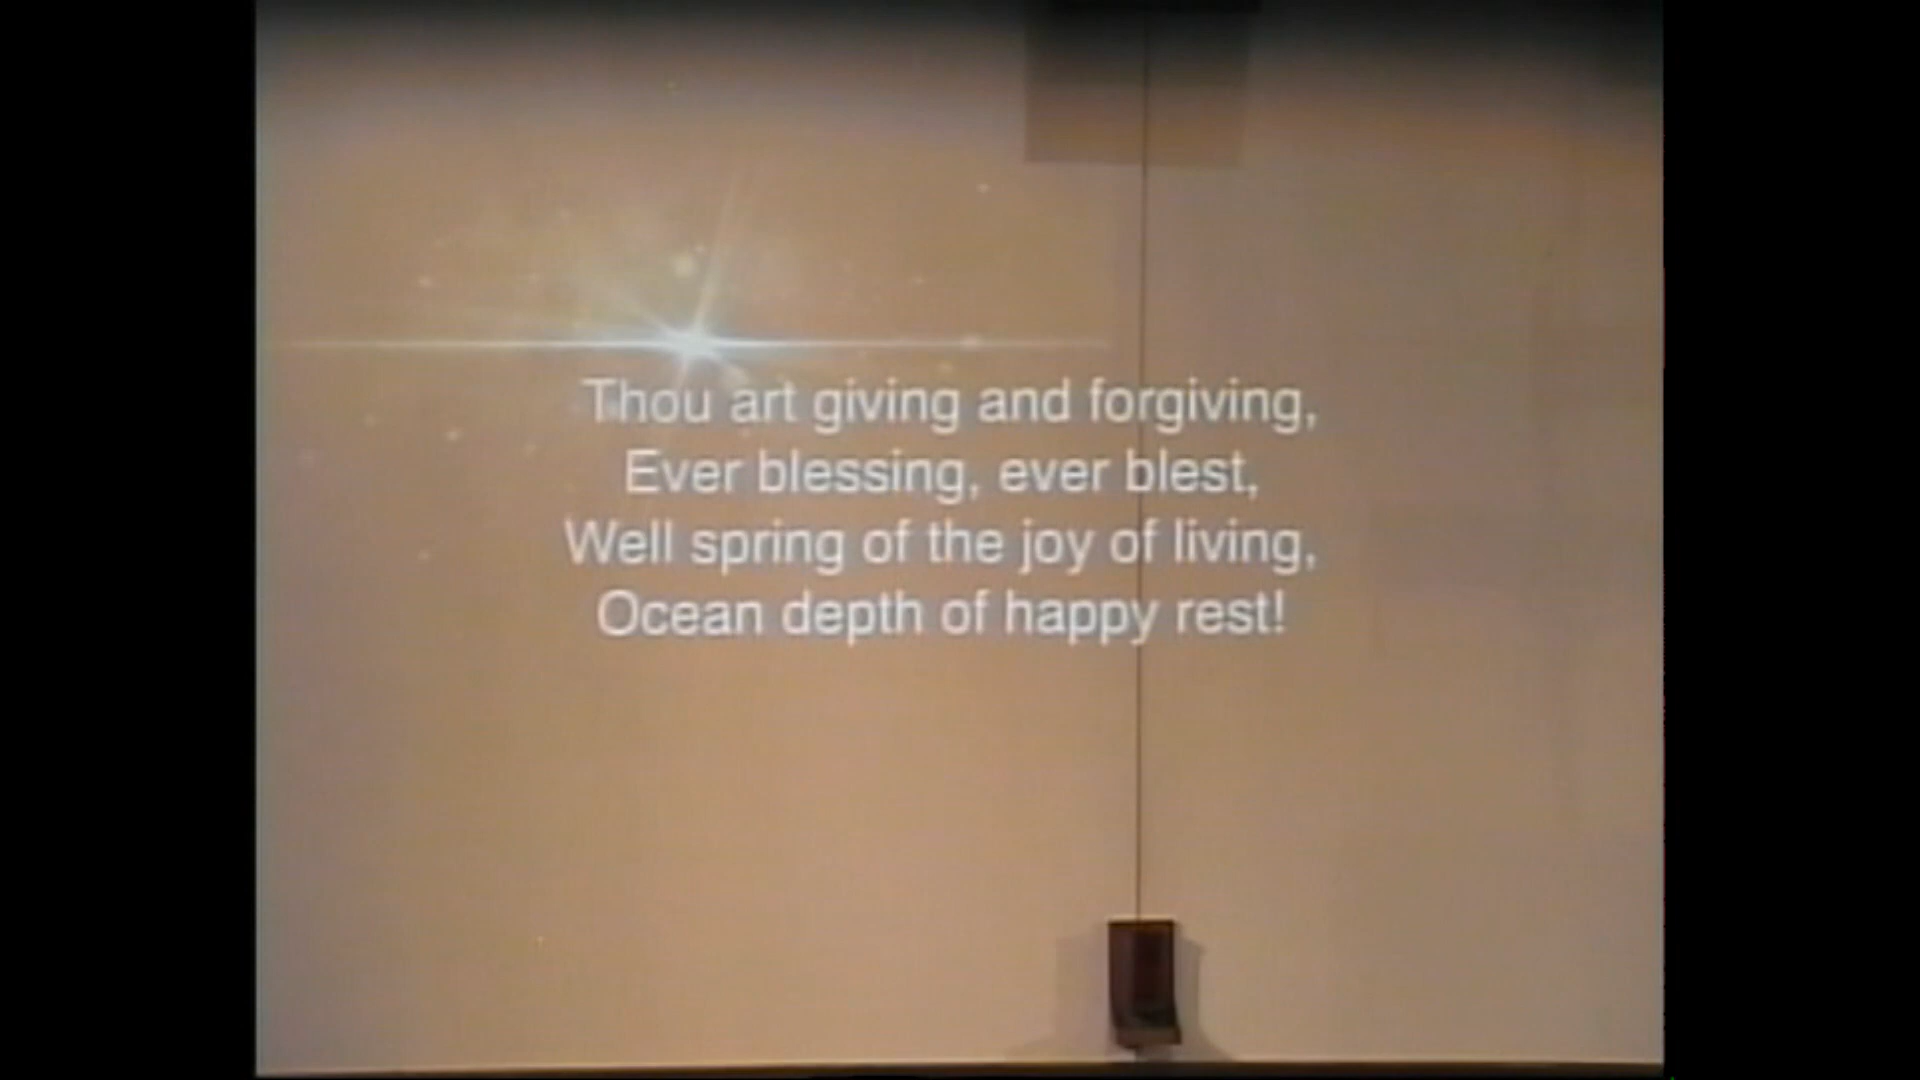 Thou art giving and forgiving,
Ever blessing, ever blest,
Well spring of the joy of living,
Ocean depth of happy rest!